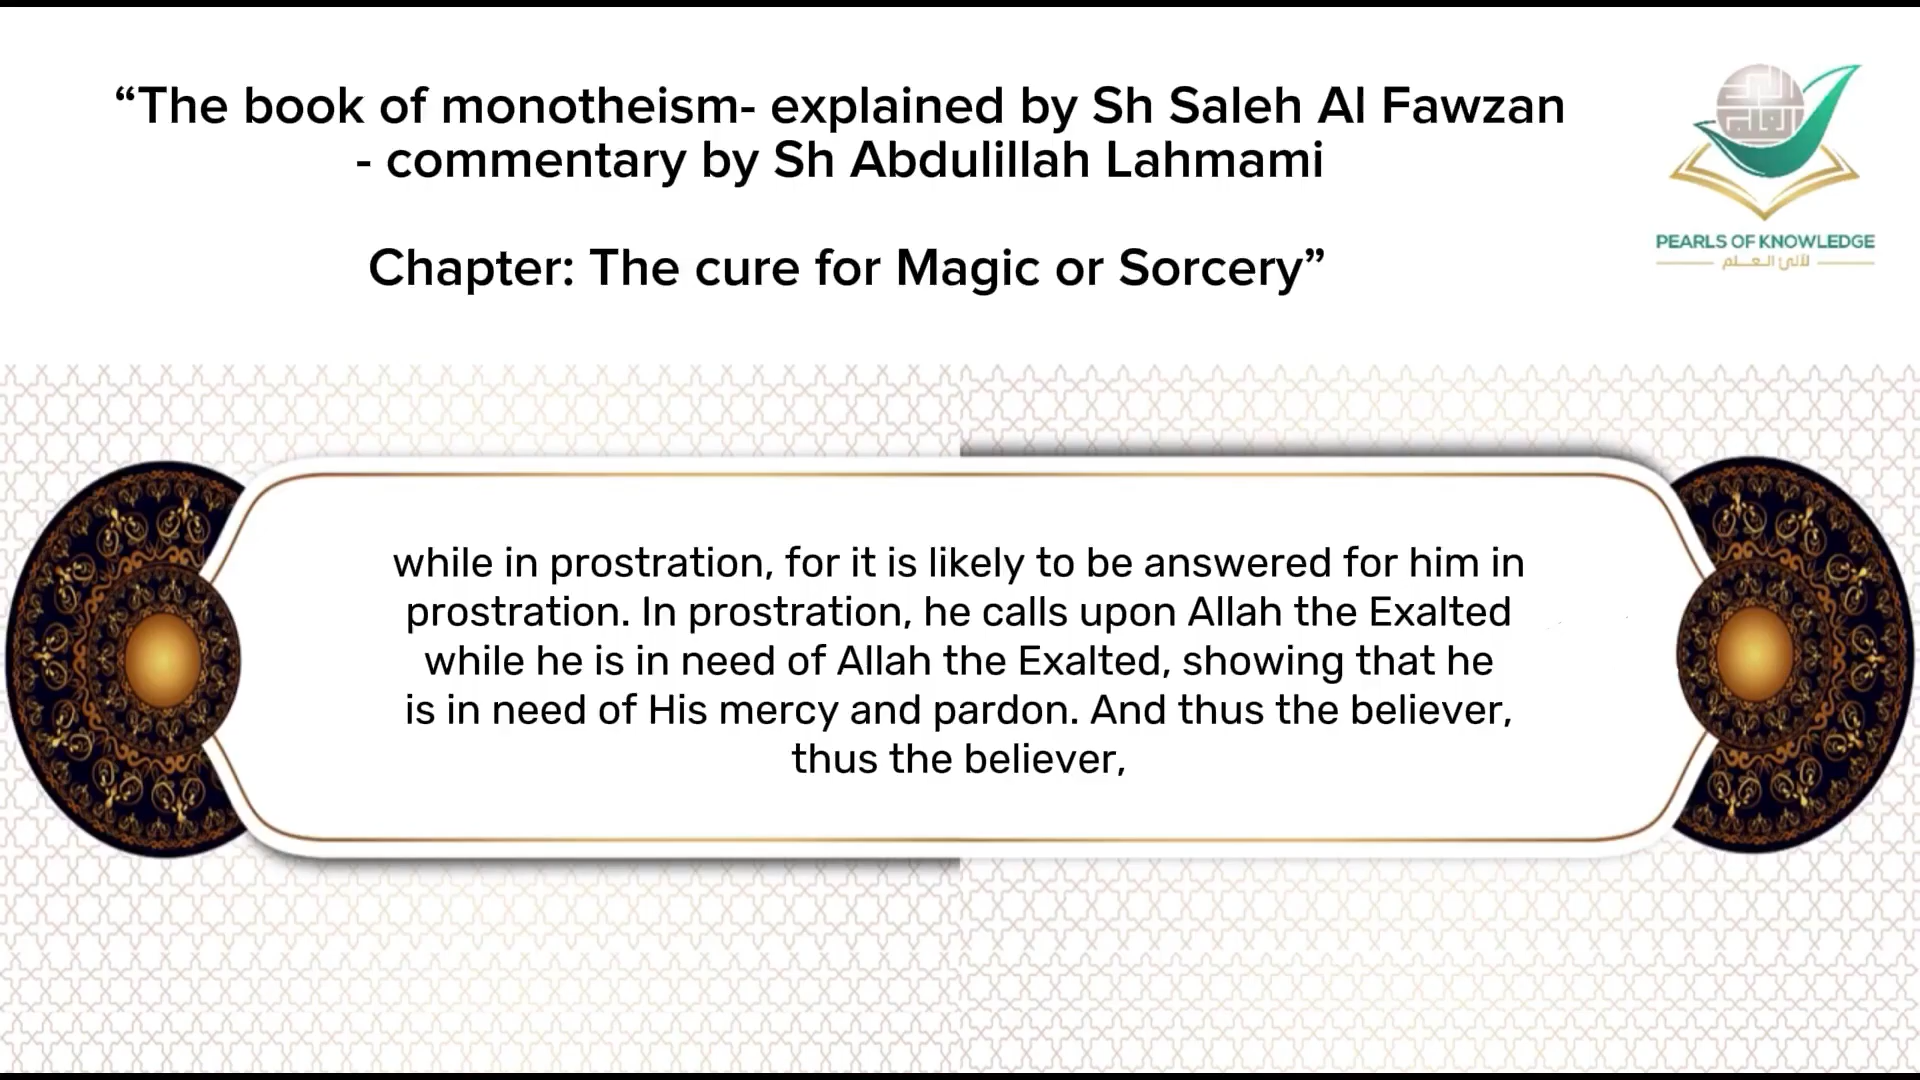 “The book of monotheism- explained by Sh Saleh Al Fawzan
- commentary by Sh Abdulillah Lahmami
Chapter: The cure for Magic or Sorcery”
PEARLS OF KNOWLEDGE
لآلئ العلم
while in prostration, for it is likely to be answered for him in
prostration. In prostration, he calls upon Allah the Exalted
while he is in need of Allah the Exalted, showing that he
is in need of His mercy and pardon. And thus the believer,
thus the believer,